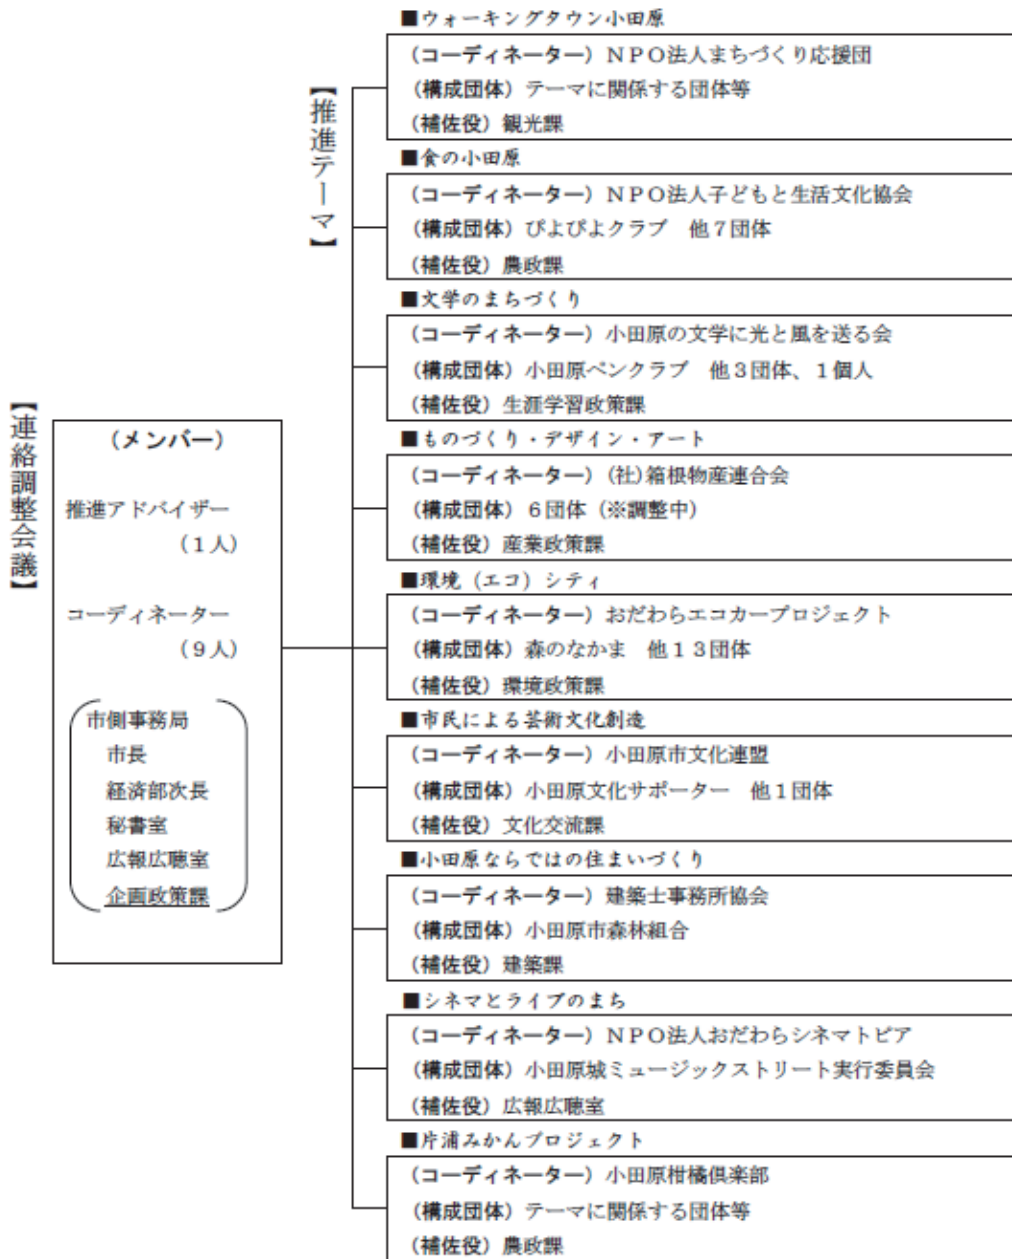 【連絡調整会議】
（メンバー）
推進アドバイザー
（１人）
コーディネーター
（９人）
市側事務局
市長
経済部次長
秘書室
広報広聴室
企画政策課
【推進テーマ】
■ウォーキングタウン小田原
（コーディネーター）ＮＰＯ法人まちづくり応援団
（構成団体）テーマに関係する団体等
（補佐役）観光課
■食の小田原
（コーディネーター）ＮＰＯ法人子どもと生活文化協会
（構成団体）ぴよぴよクラブ　他７団体
（補佐役）農政課
■文学のまちづくり
（コーディネーター）小田原の文学に光と風を送る会
（構成団体）小田原ペンクラブ　他３団体、１個人
（補佐役）生涯学習政策課
■ものづくり・デザイン・アート
（コーディネーター）(社)箱根物産連合会
（構成団体）６団体（※調整中）
（補佐役）産業政策課
■環境（エコ）シティ
（コーディネーター）おだわらエコカープロジェクト
（構成団体）森のなかま　他１３団体
（補佐役）環境政策課
■市民による芸術文化創造
（コーディネーター）小田原市文化連盟
（構成団体）小田原文化サポーター　他１団体
（補佐役）文化交流課
■小田原ならではの住まいづくり
（コーディネーター）建築士事務所協会
（構成団体）小田原市森林組合
（補佐役）建築課
■シネマとライブのまち
（コーディネーター）ＮＰＯ法人おだわらシネマトピア
（構成団体）小田原城ミュージックストリート実行委員会
（補佐役）広報広聴室
■片浦みかんプロジェクト
（コーディネーター）小田原柑橘倶楽部
（構成団体）テーマに関係する団体等
（補佐役）農政課